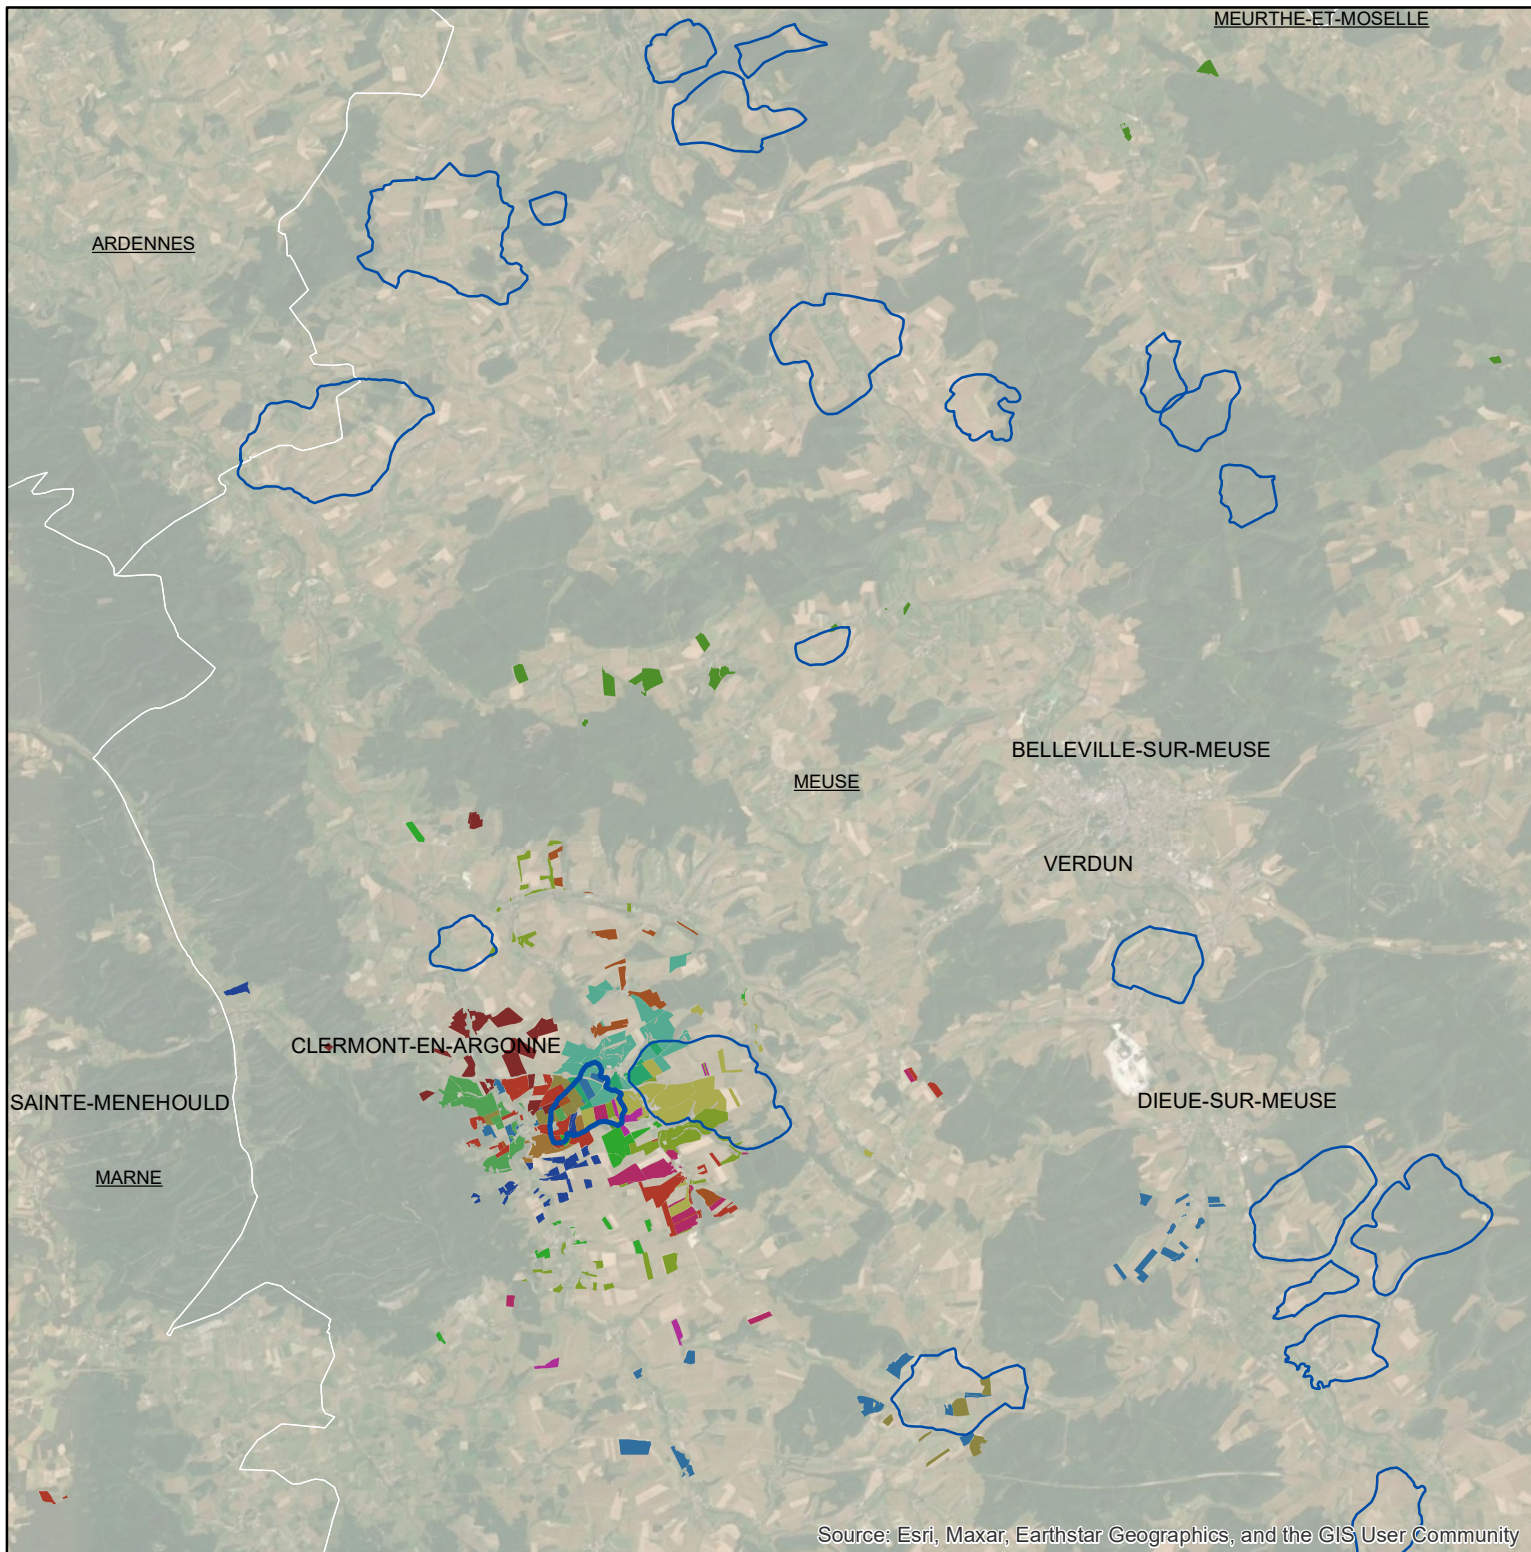 MEURTHE-ET-MOSELLE
ARDENNES
BELLEVILLE-SUR-MEUSE
MEUSE
VERDUN
CLERMONT-EN-ARGONNE
SAINTE-MENEHOULD
DIEUE-SUR-MEUSE
MARNE
Source: Esri, Maxar, Earthstar Geographics, and the GIS User Community